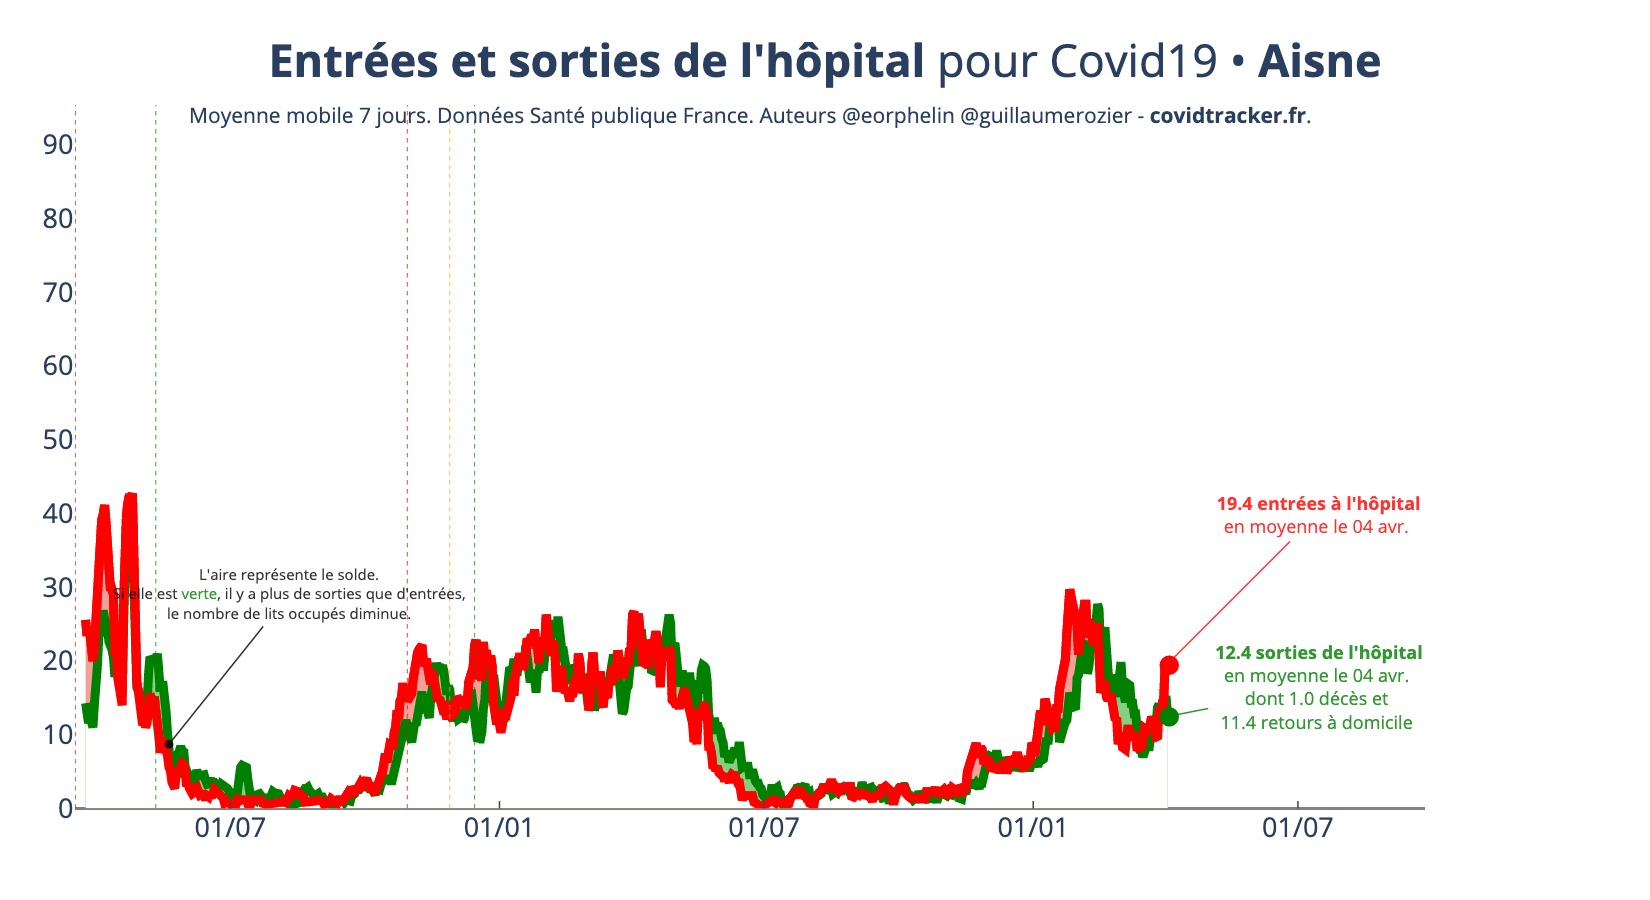 Entrées et sorties de l'hôpital pour Covid19 • Aisne
Moyenne mobile 7 jours. Données Santé publique France. Auteurs @eorphelin @guillaumerozier - covidtracker.fr.
90
80
70
60
50
40
30
20
10
0
L'aire représente le solde.
Si elle est verte, il y a plus de sorties que d'entrées,
le nombre de lits occupés diminue.
19.4 entrées à l'hôpital
en moyenne le 04 avr.
12.4 sorties de l'hôpital
en moyenne le 04 avr.
dont 1.0 décès et
11.4 retours à domicile
01/07
01/01
01/07
01/01
01/07